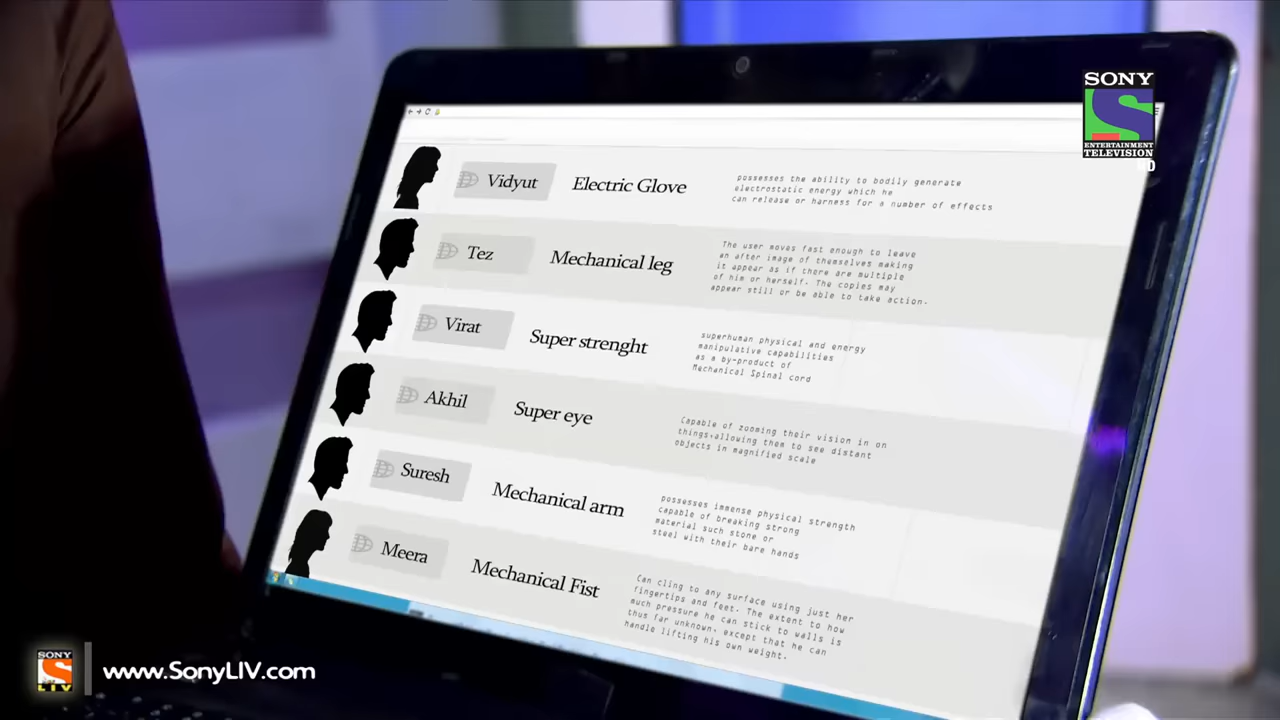 SONY
ENTERTAINMENT
TELEVISION
HD
Vidyut
Electric Glove
possesses the ability to bodily generate
electrostatic energy which he
can release or harness for a number of effects
Tez
Mechanical leg
The user moves fast enough to leave
an after image of themselves making
it appear as if there are multiple
of him or herself. The copies may
appear still or be able to take action.
Virat
Super strenght
superhuman physical and energy
manipulative capabilities
as a by-product of
Mechanical Spinal cord
Akhil
Super eye
Capable of zooming their vision in on
things,allowing them to see distant
objects in magnified scale
Suresh
Mechanical arm
possesses immense physical strength
capable of breaking strong
material such stone or
steel with their bare hands
Meera
Mechanical Fist
Can cling to any surface using just her
fingertips and feet. The extent to how
much pressure he can stick to walls is
thus far unknown, except that he can
handle lifting his own weight.
SONY
LIV
www.SonyLIV.com